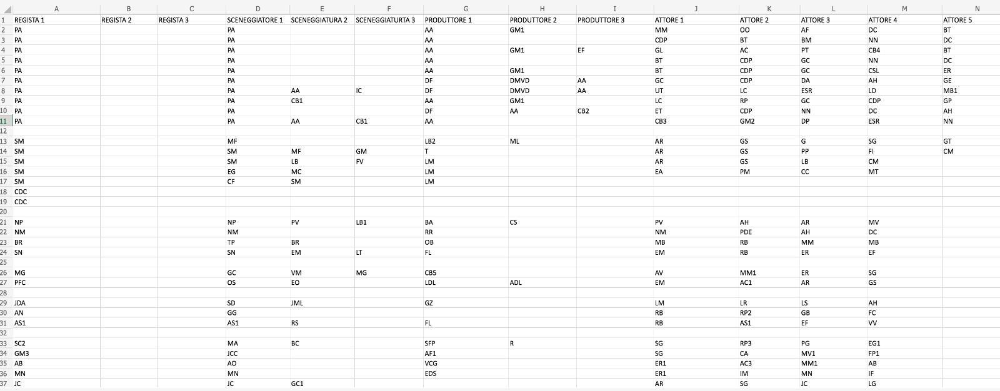 A B C D E F G H I J K L M N
1 REGISTA 1 REGISTA 2 REGISTA 3 SCENEGGIATORE 1 SCENEGGIATURA 2 SCENEGGIATURTA 3 PRODUTTORE 1 PRODUTTORE 2 PRODUTTORE 3 ATTORE 1 ATTORE 2 ATTORE 3 ATTORE 4 ATTORE 5
2 PA PA AA GM1 MM OO AF DC BT
3 PA PA AA CDP BT BM NN DC
4 PA PA AA GM1 EF GL AC PT CB4 BT
5 PA PA AA BT CDP GC NN DC
6 PA PA AA GM1 BT CDP GC CSL ER
7 PA PA DF DMVD AA GC CDP DA AH GE
8 PA PA AA IC DF DMVD AA UT LC ESR LD MB1
9 PA PA CB1 AA GM1 LC RP GC CDP GP
10 PA PA DF AA CB2 ET CDP NN DC AH
11 PA PA AA CB1 AA CB3 GM2 DP ESR NN
12
13 SM MF LB2 ML AR GS G SG GT
14 SM SM MF GM T AR GS PP FI CM
15 SM SM LB FV LM AR GS LB CM
16 SM EG MC LM EA PM CC MT
17 SM CF SM LM
18 CDC
19 CDC
20
21 NP NP PV LB1 BA CS PV AH AR MV
22 NM NM RR NM PDE AH DC
23 BR TP BR OB MB RB MM MB
24 SN SN EM LT FL EM RB ER EF
25
26 MG GC VM MG CB5 AV MM1 ER SG
27 PFC OS EO LDL ADL EM AC1 AR GS
28
29 JDA SD JML GZ LM LR LS AH
30 AN GG RB RP2 GB FC
31 AS1 AS1 RS FL RB AS1 EF VV
32
33 SC2 MA BC SFP R SG RP3 PG EG1
34 GM3 JCC AF1 SG CA MV1 FP1
35 AB AO VCG ER1 AC3 MM1 AB
36 MN MN EDS ER1 IM MN IF
37 JC JC GC1 AR SG JC LG